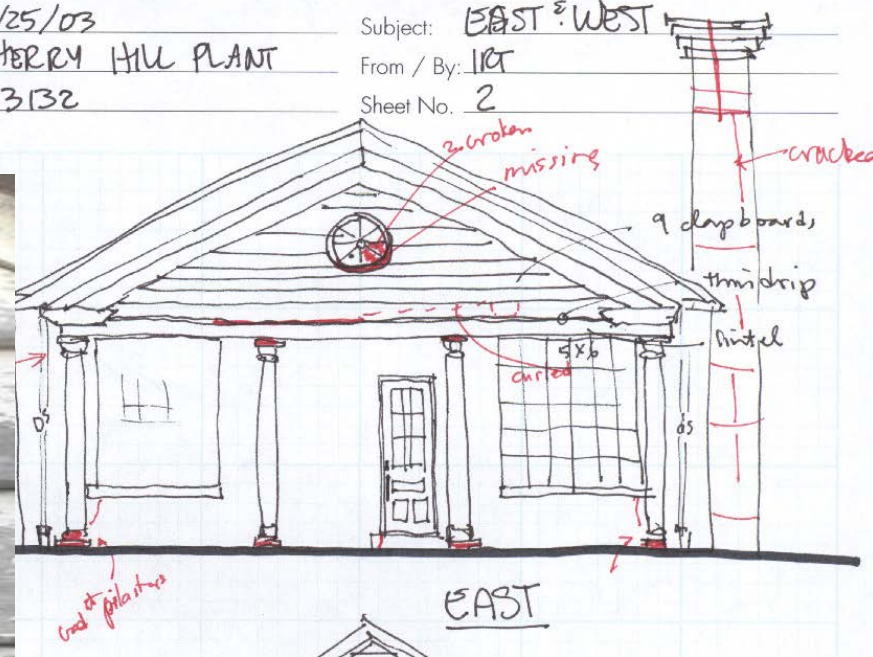 /25/03
Subject: EAST & WEST
HERRY HILL PLANT
From / By: IRT
3132
Sheet No. 2
2 broken
missing
cracked
9 clapboards
thin drip
lintel
5x6
curled
DS
DS
pilasters
EAST